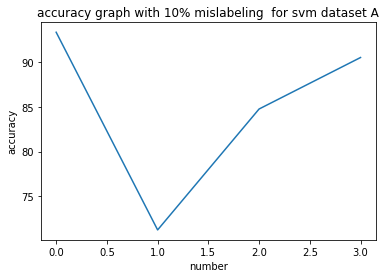 accuracy graph with 10% mislabeling  for svm dataset A
accuracy
90
85
80
75
0.0 0.5 1.0 1.5 2.0 2.5 3.0
number